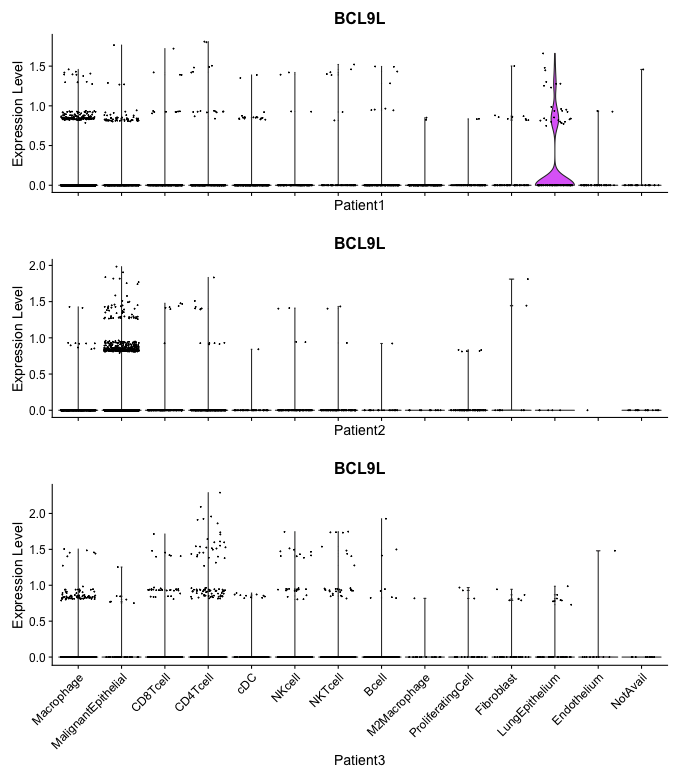 BCL9L
Expression Level
1.5
1.0
0.5
0.0
Patient1
BCL9L
Expression Level
2.0
1.5
1.0
0.5
0.0
Patient2
BCL9L
Expression Level
2.0
1.5
1.0
0.5
0.0
Macrophage
MalignantEpithelial
CD8Tcell
CD4Tcell
cDC
NKcell
NKTcell
Bcell
M2Macrophage
ProliferatingCell
Fibroblast
LungEpithelium
Endothelium
NotAvail
Patient3